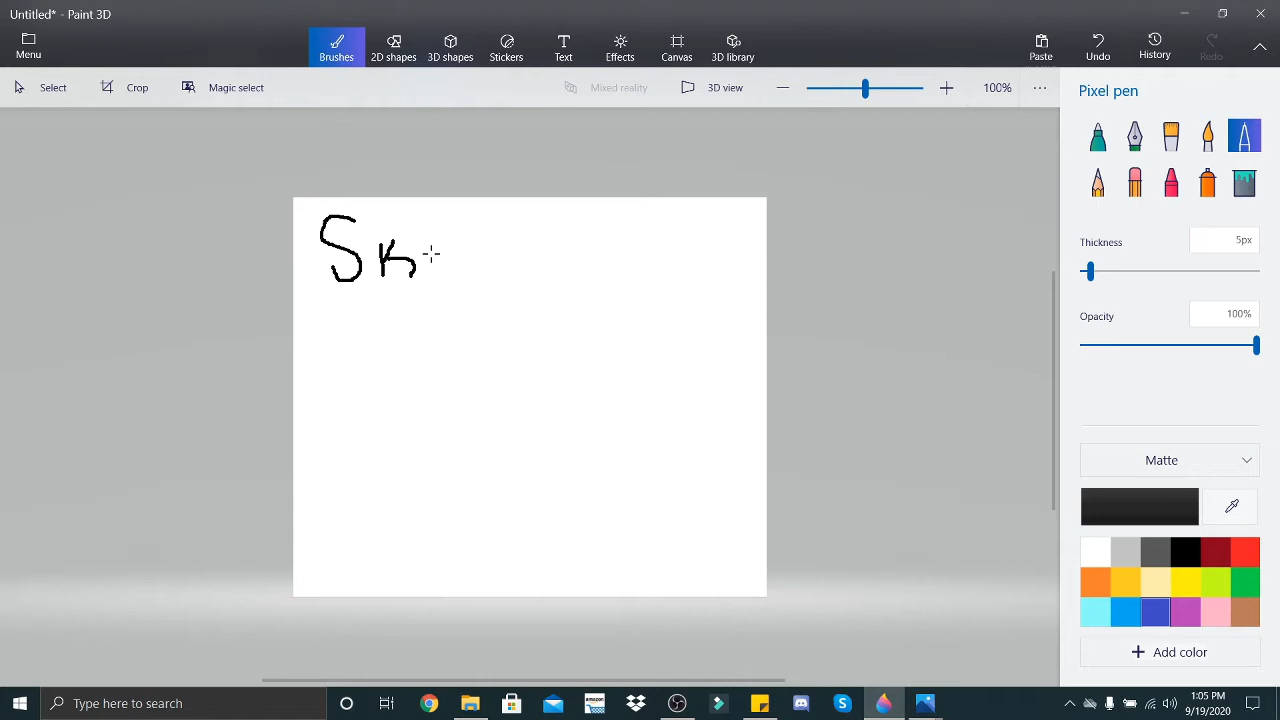 Untitled* - Paint 3D
Menu
Brushes 2D shapes 3D shapes Stickers Text Effects Canvas 3D library Paste Undo History Redo
Select Crop Magic select Mixed reality 3D view 100%
Pixel pen
Thickness 5px
Opacity 100%
Matte
Add color
Sk
Type here to search
amazon
1:05 PM
9/19/2020